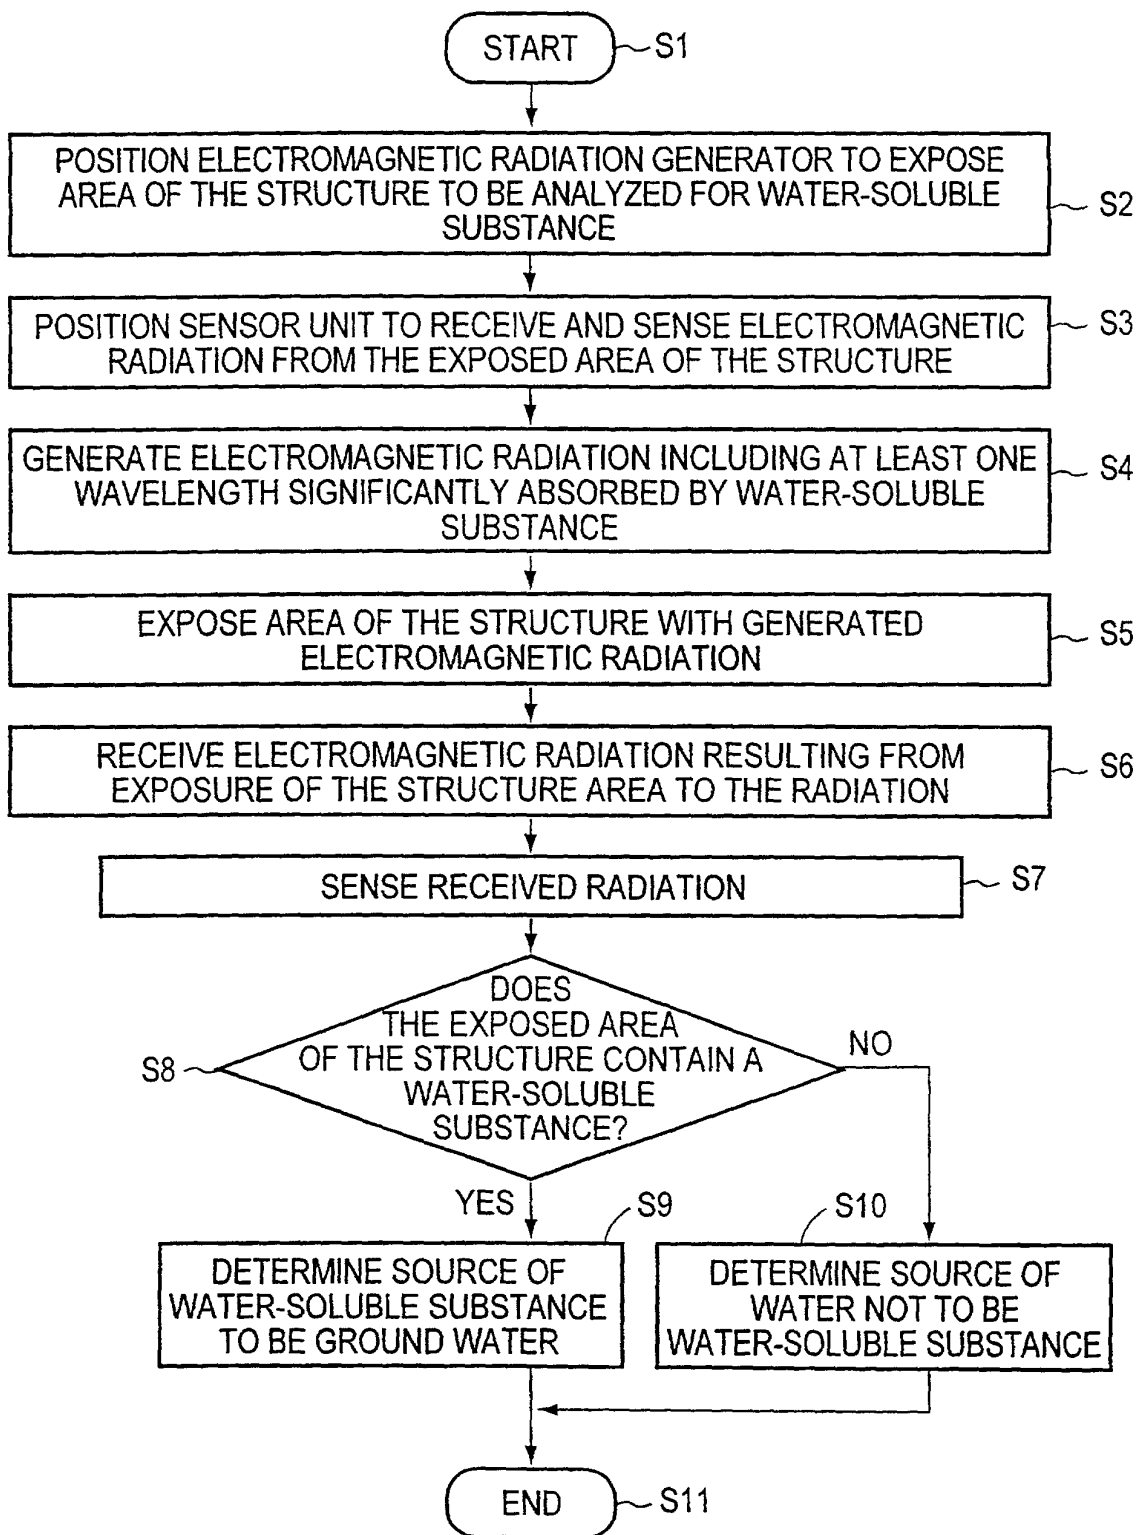 START
S1
POSITION ELECTROMAGNETIC RADIATION GENERATOR TO EXPOSE
AREA OF THE STRUCTURE TO BE ANALYZED FOR WATER-SOLUBLE
SUBSTANCE
S2
POSITION SENSOR UNIT TO RECEIVE AND SENSE ELECTROMAGNETIC
RADIATION FROM THE EXPOSED AREA OF THE STRUCTURE
S3
GENERATE ELECTROMAGNETIC RADIATION INCLUDING AT LEAST ONE
WAVELENGTH SIGNIFICANTLY ABSORBED BY WATER-SOLUBLE
SUBSTANCE
S4
EXPOSE AREA OF THE STRUCTURE WITH GENERATED
ELECTROMAGNETIC RADIATION
S5
RECEIVE ELECTROMAGNETIC RADIATION RESULTING FROM
EXPOSURE OF THE STRUCTURE AREA TO THE RADIATION
S6
SENSE RECEIVED RADIATION
S7
DOES
THE EXPOSED AREA
OF THE STRUCTURE CONTAIN A
WATER-SOLUBLE
SUBSTANCE?
S8
NO
YES
S9
DETERMINE SOURCE OF
WATER-SOLUBLE SUBSTANCE
TO BE GROUND WATER
S10
DETERMINE SOURCE OF
WATER NOT TO BE
WATER-SOLUBLE SUBSTANCE
END
S11